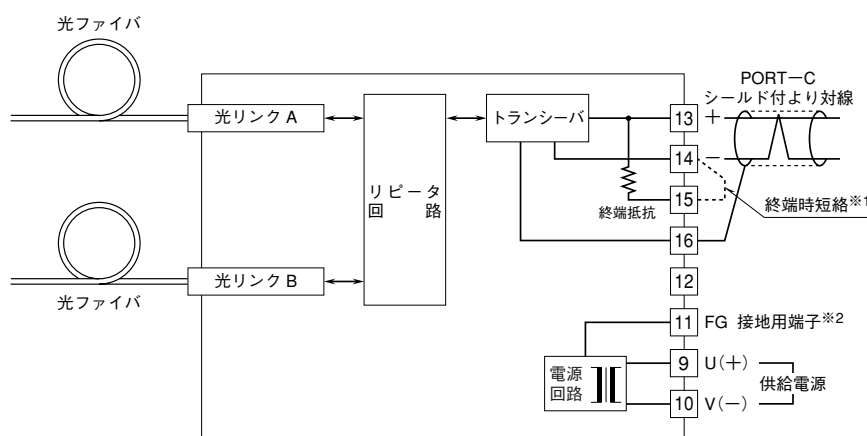 光ファイバ
光リンク A
光リンク B
光ファイバ
リピータ
回　路
トランシーバ
終端抵抗
PORT－C
シールド付より対線
13 ＋
14 －
15
終端時短絡※1
16
12
11 FG 接地用端子※2
電源
回路
9 U(＋)
供給電源
10 V(－)